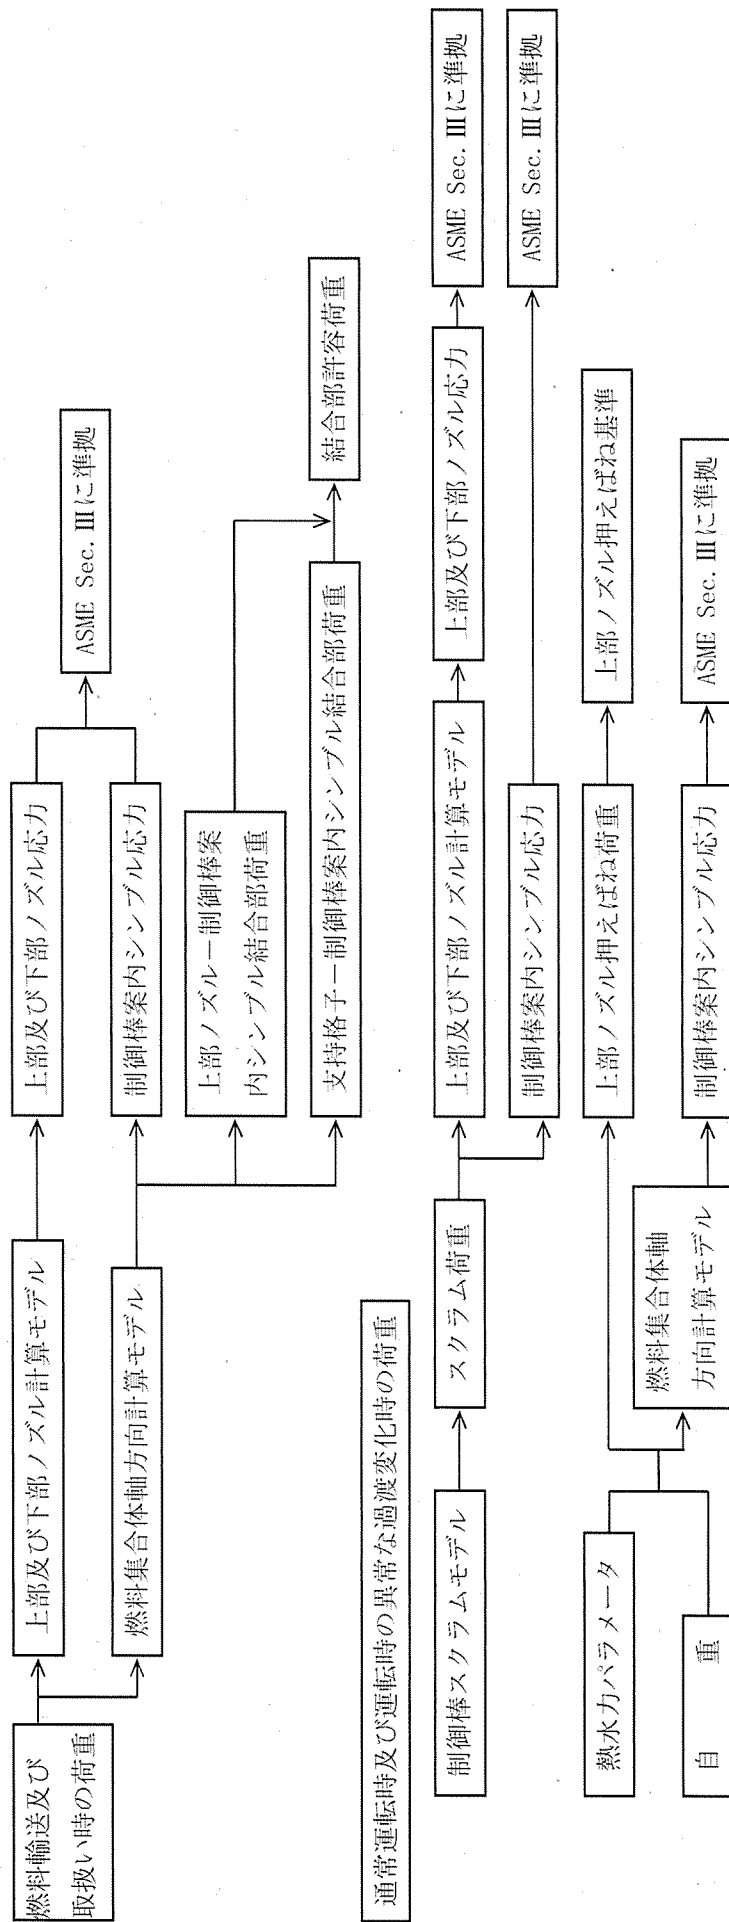 燃料輸送及び
取扱い時の荷重
上部及び下部ノズル計算モデル
上部及び下部ノズル応力
ASME Sec. Ⅲに準拠
燃料集合体軸方向計算モデル
制御棒案内シンブル応力
上部ノズルー制御棒案
内シンブル結合部荷重
支持格子ー制御棒案内シンブル結合部荷重
結合部許容荷重
通常運転時及び運転時の異常な過渡変化時の荷重
制御棒スクラムモデル
スクラム荷重
上部及び下部ノズル計算モデル
上部及び下部ノズル応力
ASME Sec. Ⅲに準拠
制御棒案内シンブル応力
ASME Sec. Ⅲに準拠
熱水力パラメータ
上部ノズル押えばね荷重
上部ノズル押えばね基準
自 重
燃料集合体軸
方向計算モデル
制御棒案内シンブル応力
ASME Sec. Ⅲに準拠